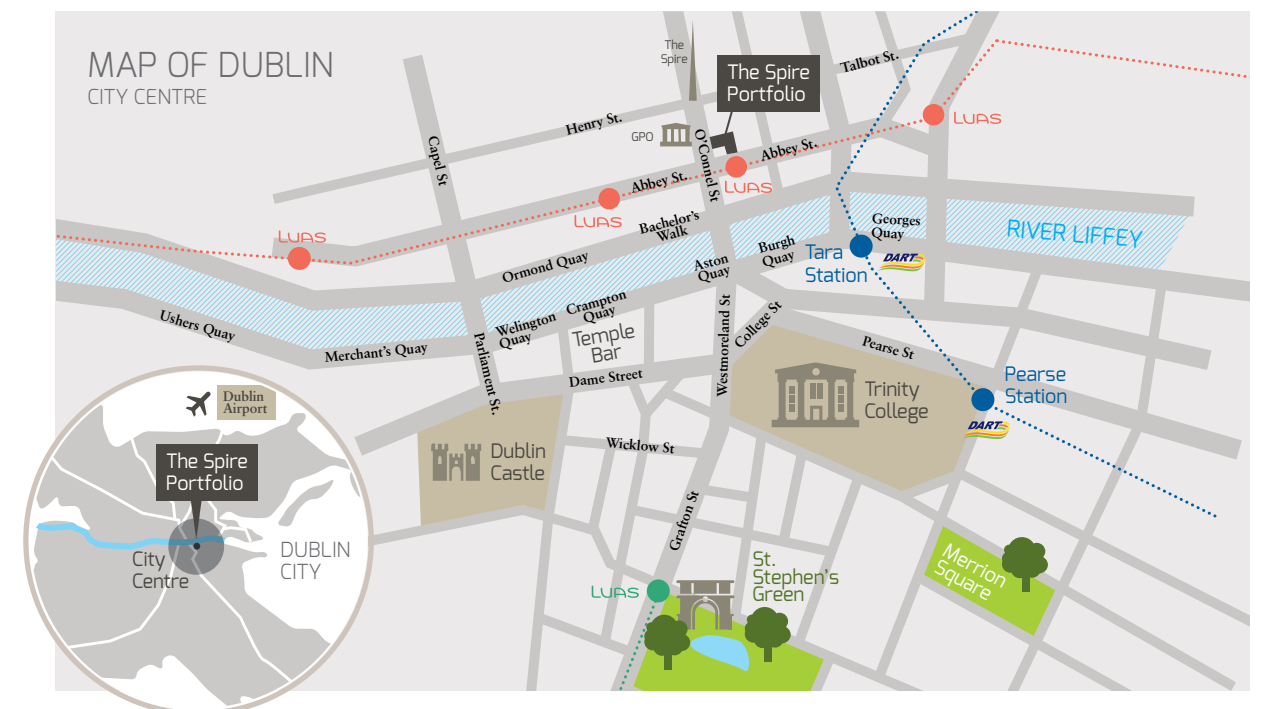 MAP OF DUBLIN
CITY CENTRE
The
Spire
The Spire
Portfolio
Talbot St.
Henry St.
GPO
O'Connel St
Abbey St.
LUAS
Capel St
Abbey St.
LUAS
LUAS
LUAS
Bachelor's
Walk
Ormond Quay
Georges
Quay
RIVER LIFFEY
Burgh
Quay
Aston
Quay
Tara
Station
DART
Ushers Quay
Merchant's Quay
Welington
Quay
Crampton
Quay
Temple
Bar
Parliament St.
Dame Street
Westmoreland St
College St
Pearse St
Trinity
College
Pearse
Station
DART
Dublin
Castle
Wicklow St
Grafton St
LUAS
St.
Stephen's
Green
Merrion
Square
Dublin
Airport
The Spire
Portfolio
City
Centre
DUBLIN
CITY